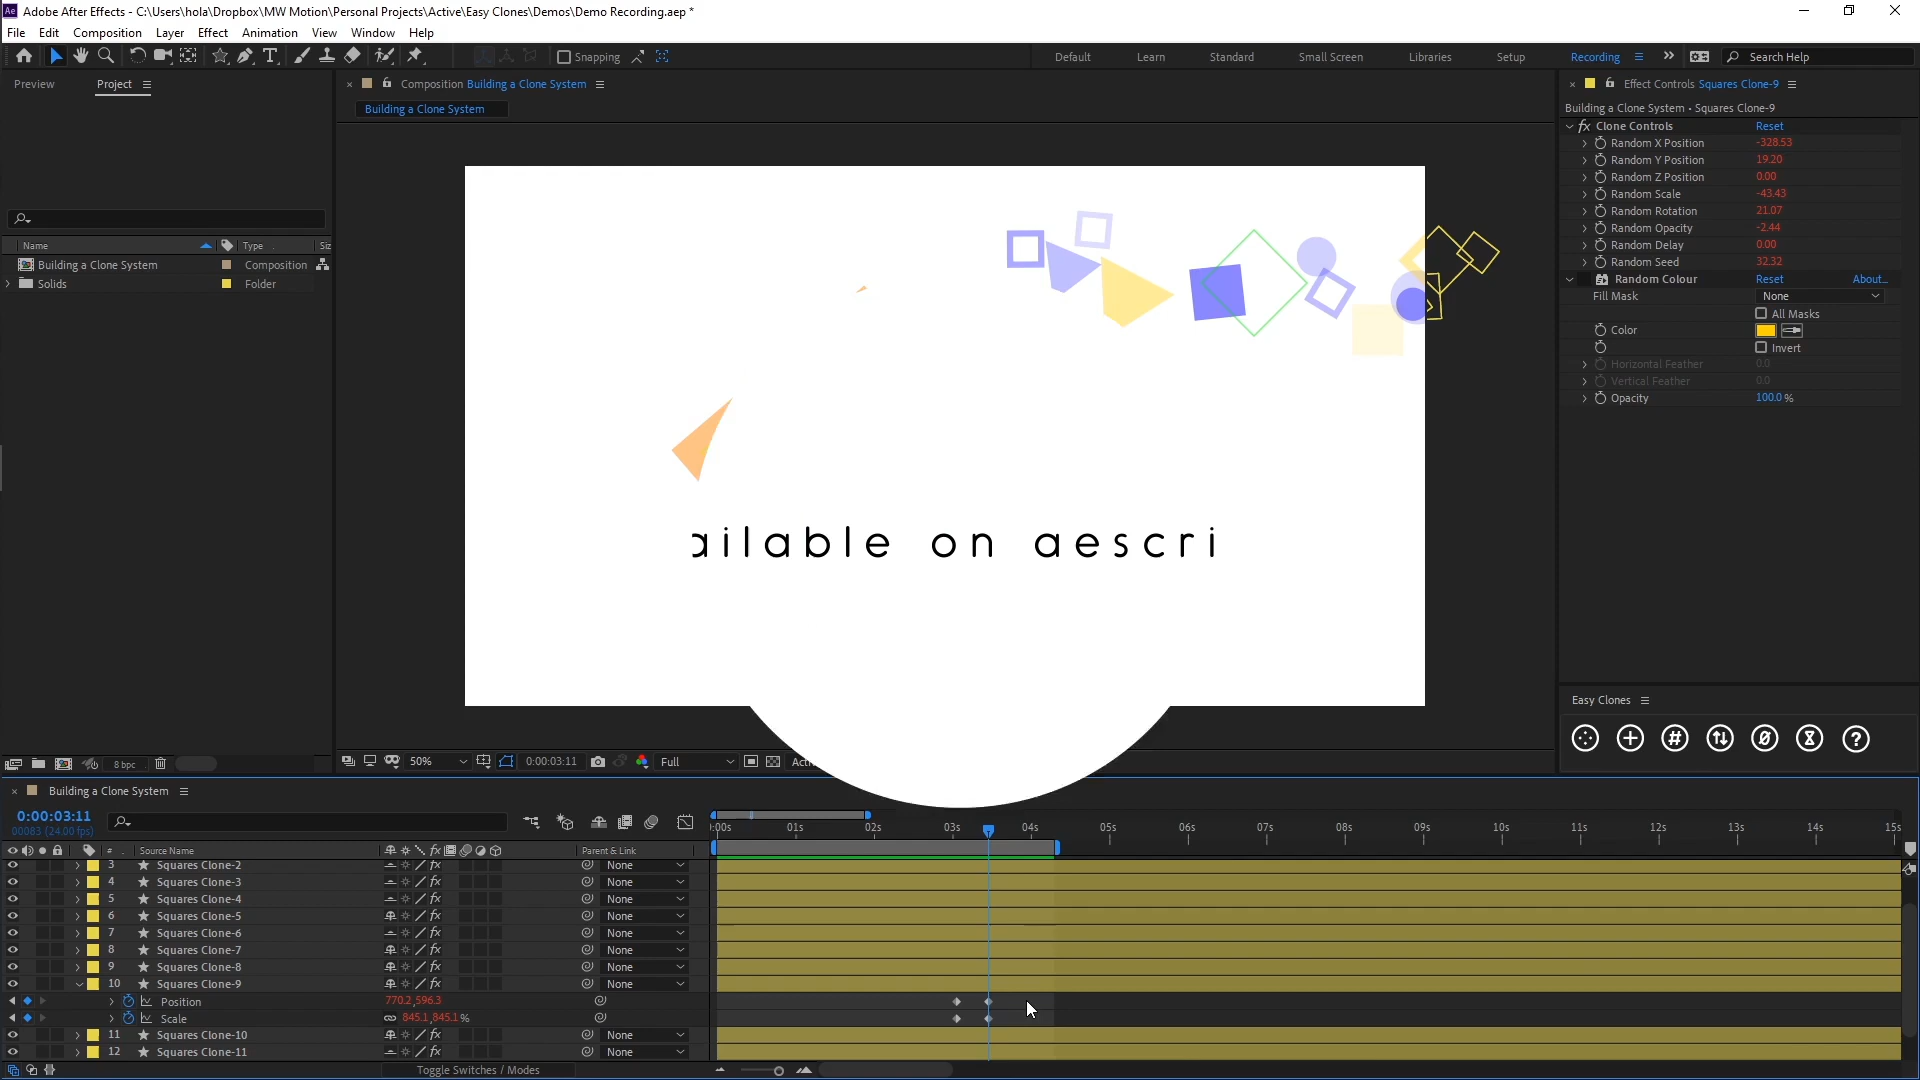 Ae Adobe After Effects - C:\Users\hola\Dropbox\MW Motion\Personal Projects\Active\Easy Clones\Demos\Demo Recording.aep *
File Edit Composition Layer Effect Animation View Window Help
Snapping Default Learn Standard Small Screen Libraries Setup Recording Search Help
Preview Project
Composition Building a Clone System
Building a Clone System
Name Type Siz
Building a Clone System Composition
Solids Folder
ailable on aescri
Effect Controls Squares Clone-9
Building a Clone System • Squares Clone-9
fx Clone Controls Reset
Random X Position -328.53
Random Y Position 19.20
Random Z Position 0.00
Random Scale -43.43
Random Rotation 21.07
Random Opacity -2.44
Random Delay 0.00
Random Seed 32.32
Random Colour Reset About...
Fill Mask None
All Masks
Color
Invert
Horizontal Feather 0.0
Vertical Feather 0.0
Opacity 100.0 %
Easy Clones
8 bpc
50% 0:00:03:11 Full Acti
Building a Clone System
0:00:03:11
00083 (24.00 fps)
:00s 01s 02s 03s 04s 05s 06s 07s 08s 09s 10s 11s 12s 13s 14s 15s
# Source Name Parent & Link
3 Squares Clone-2 None
4 Squares Clone-3 None
5 Squares Clone-4 None
6 Squares Clone-5 None
7 Squares Clone-6 None
8 Squares Clone-7 None
9 Squares Clone-8 None
10 Squares Clone-9 None
Position 770.2,596.3
Scale 845.1,845.1 %
11 Squares Clone-10 None
12 Squares Clone-11 None
Toggle Switches / Modes